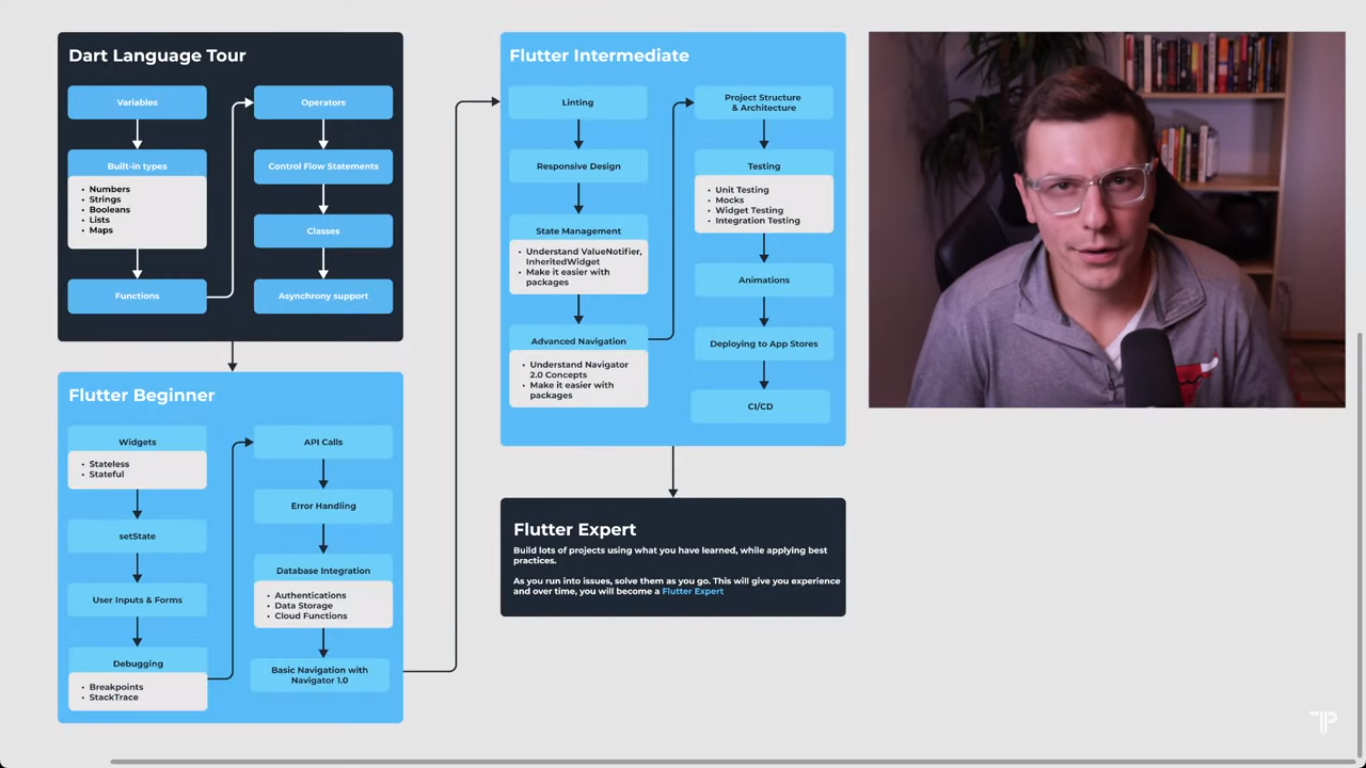 Dart Language Tour
Variables
Built-in types
• Numbers
• Strings
• Booleans
• Lists
• Maps
Functions
Operators
Control Flow Statements
Classes
Asynchrony support
Flutter Beginner
Widgets
• Stateless
• Stateful
setState
User Inputs & Forms
Debugging
• Breakpoints
• StackTrace
API Calls
Error Handling
Database Integration
• Authentications
• Data Storage
• Cloud Functions
Basic Navigation with
Navigator 1.0
Flutter Intermediate
Linting
Responsive Design
State Management
• Understand ValueNotifier,
InheritedWidget
• Make it easier with
packages
Advanced Navigation
• Understand Navigator
2.0 Concepts
• Make it easier with
packages
Project Structure
& Architecture
Testing
• Unit Testing
• Mocks
• Widget Testing
• Integration Testing
Animations
Deploying to App Stores
CI/CD
Flutter Expert
Build lots of projects using what you have learned, while applying best
practices.
As you run into issues, solve them as you go. This will give you experience
and over time, you will become a Flutter Expert